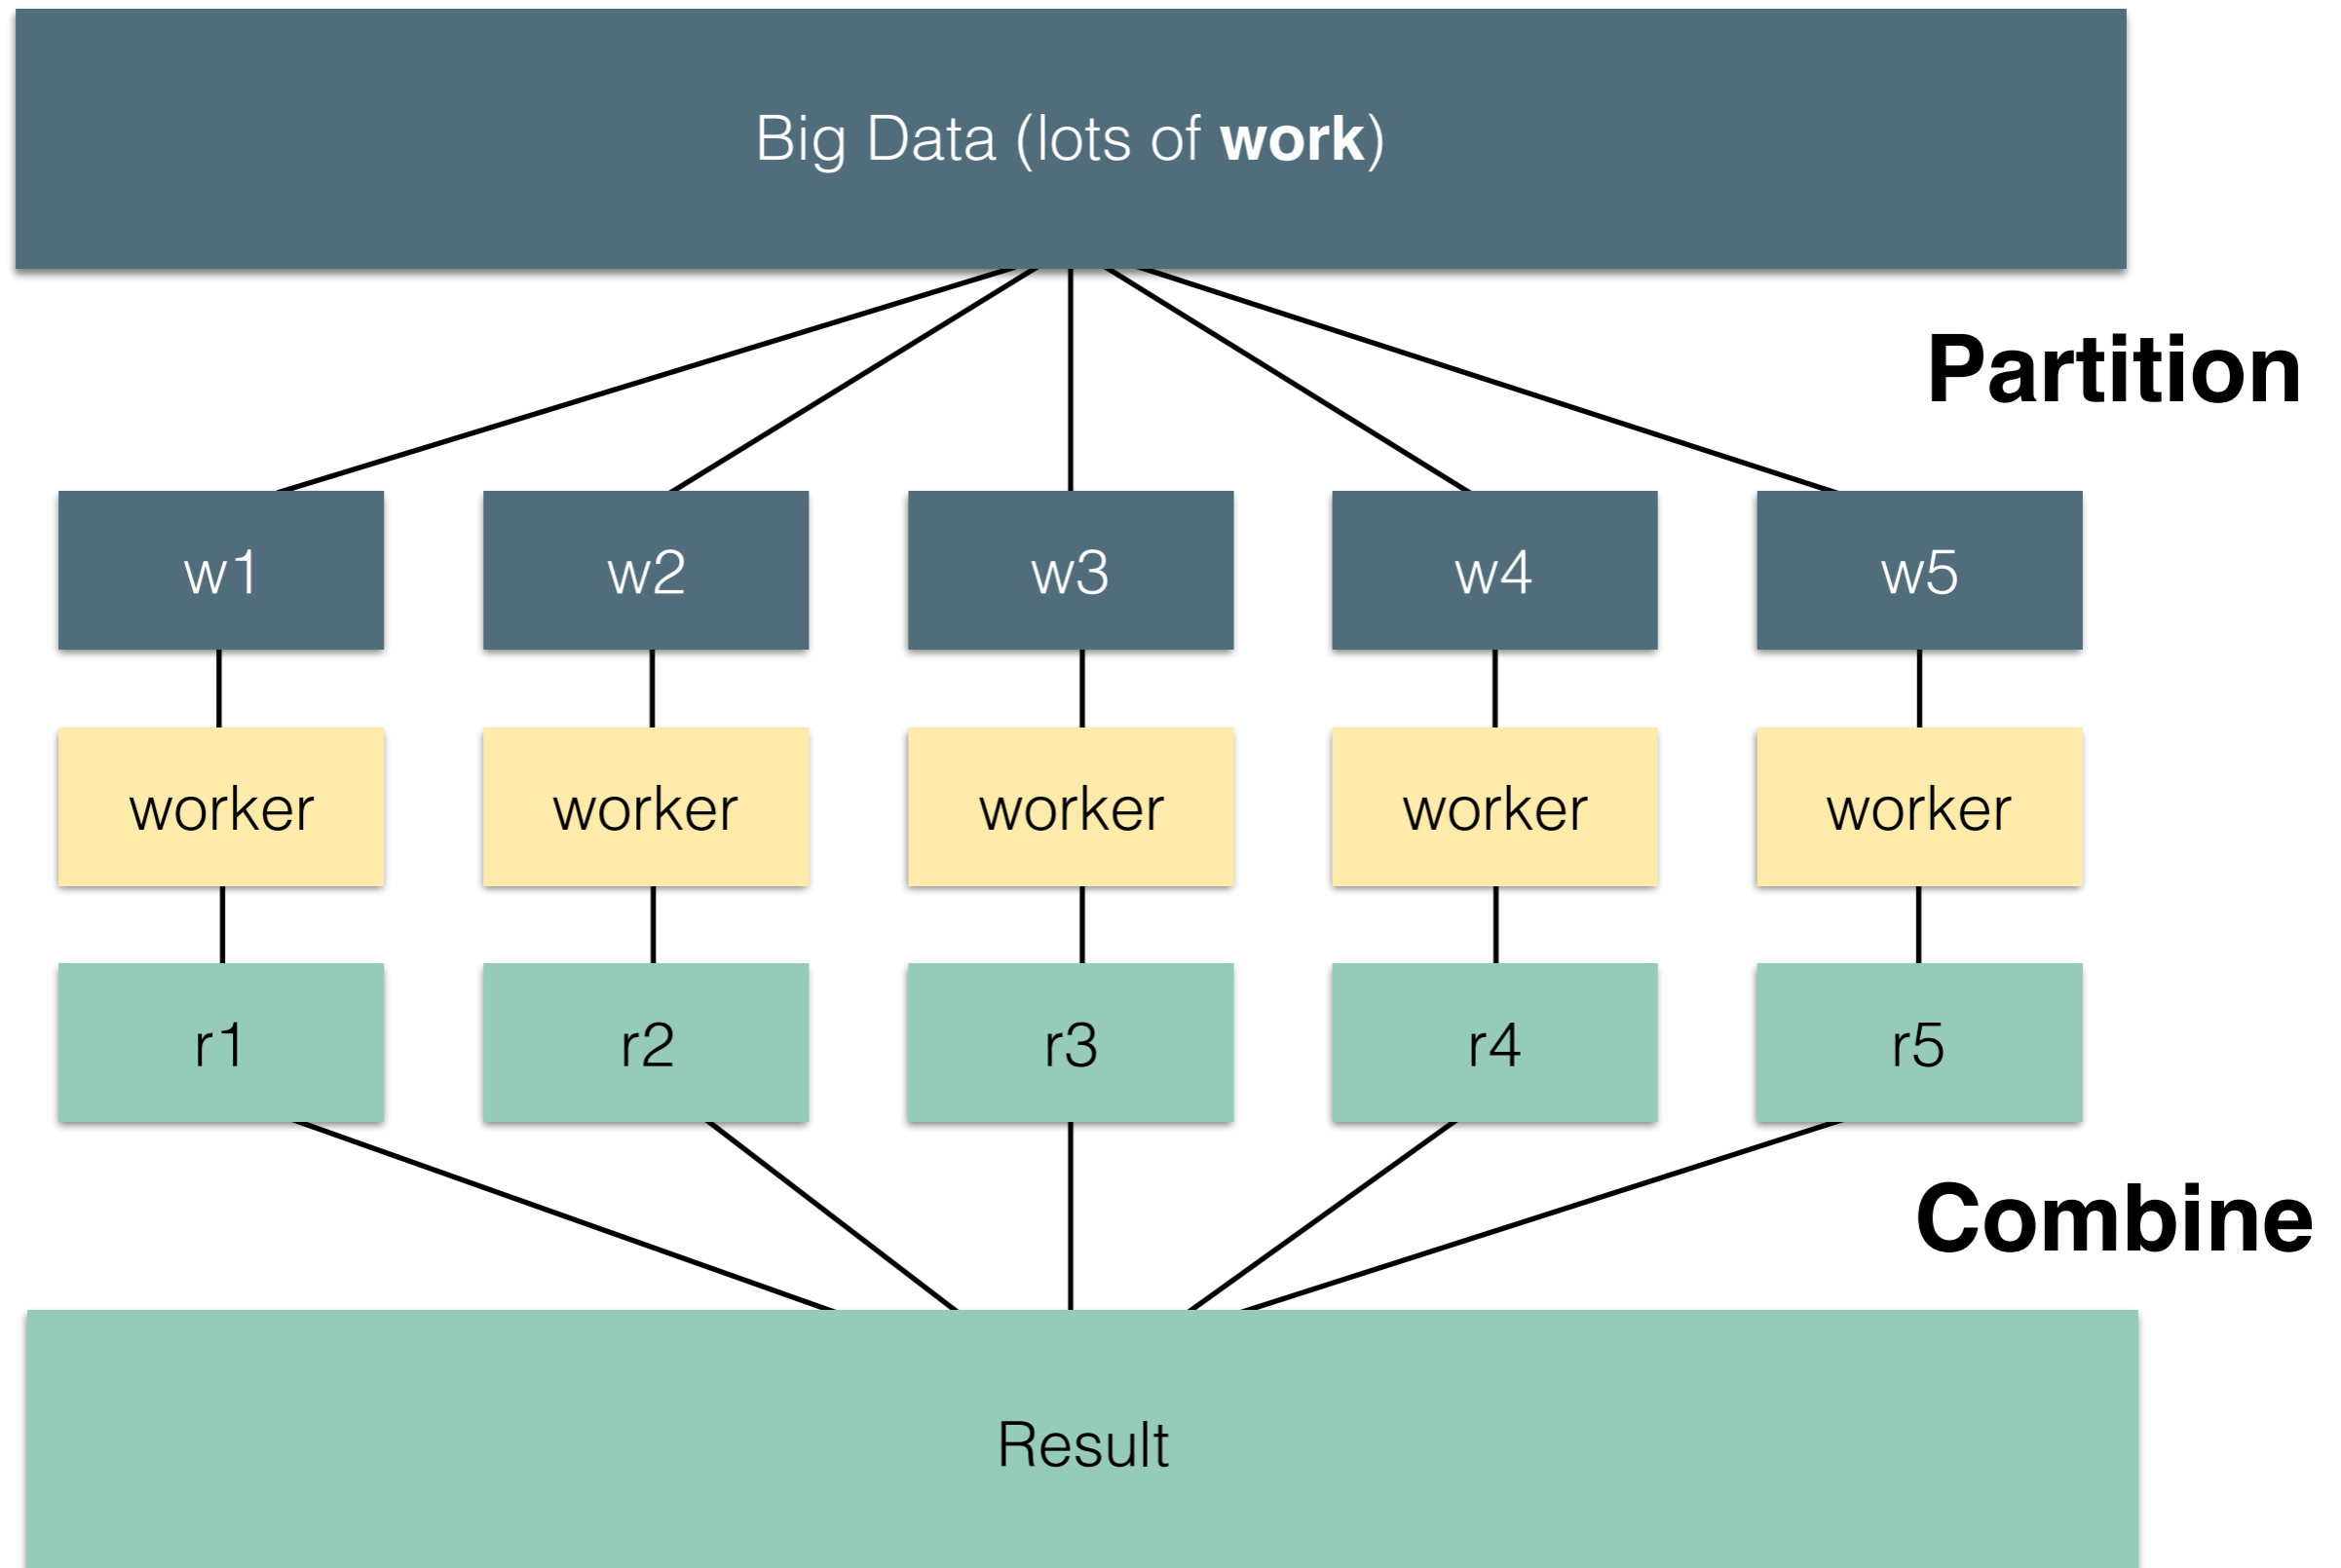 Big Data (lots of work)
Partition
w1 w2 w3 w4 w5
worker worker worker worker worker
r1 r2 r3 r4 r5
Combine
Result